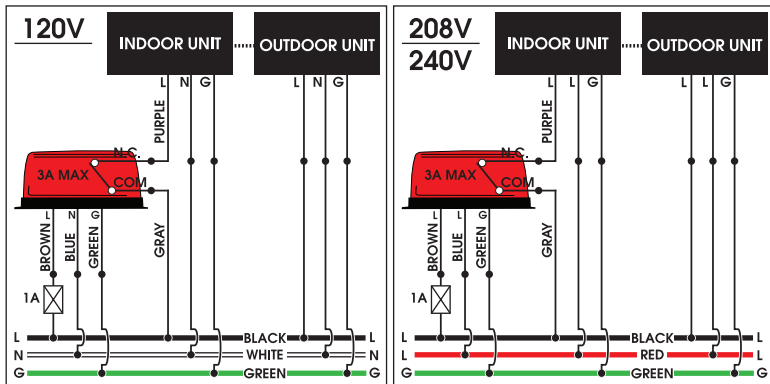 120V
INDOOR UNIT
OUTDOOR UNIT
L N G
L N G
PURPLE
N.C.
3A MAX
COM
L N G
BROWN
BLUE
GREEN
GRAY
1A
L BLACK L
N WHITE N
G GREEN G
208V
240V
INDOOR UNIT
OUTDOOR UNIT
L L G
L L G
PURPLE
N.C.
3A MAX
COM
L L G
BROWN
BLUE
GREEN
GRAY
1A
L BLACK L
L RED L
G GREEN G